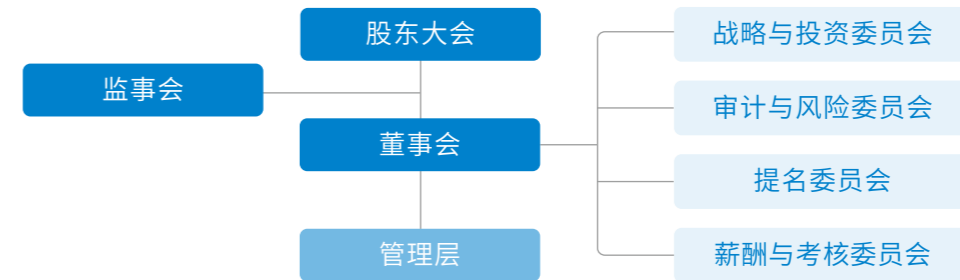 股东大会
监事会
董事会
管理层
战略与投资委员会
审计与风险委员会
提名委员会
薪酬与考核委员会